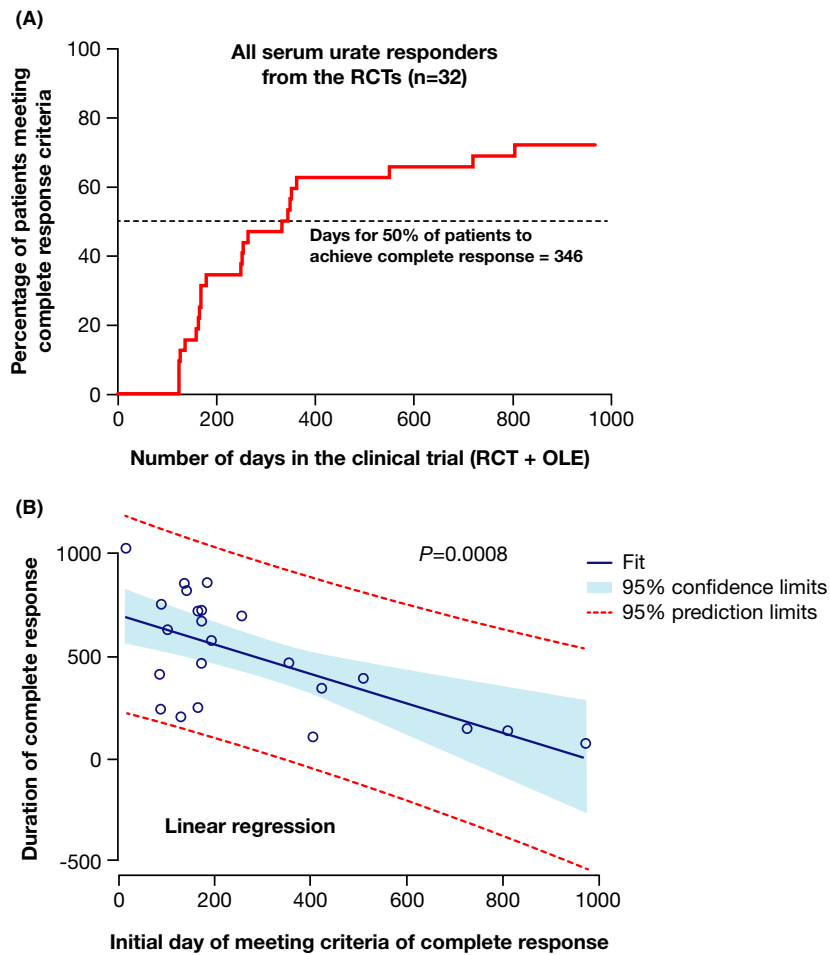 (A)
All serum urate responders
from the RCTs (n=32)
Percentage of patients meeting
complete response criteria
100
80
60
40
20
0
Days for 50% of patients to
achieve complete response = 346
0 200 400 600 800 1000
Number of days in the clinical trial (RCT + OLE)
(B)
P=0.0008
Fit
95% confidence limits
95% prediction limits
Duration of complete response
1000
500
0
-500
Linear regression
0 200 400 600 800 1000
Initial day of meeting criteria of complete response